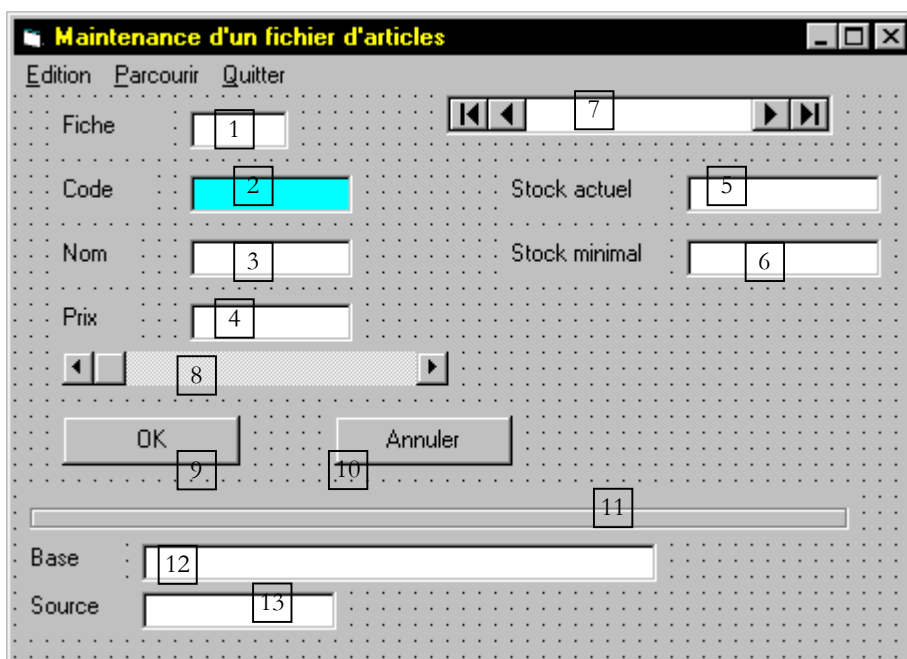 Maintenance d'un fichier d'articles
Edition Parcourir Quitter
Fiche 1 7
Code 2 Stock actuel 5
Nom 3 Stock minimal 6
Prix 4
8
OK Annuler
9 10
11
Base 12
Source 13